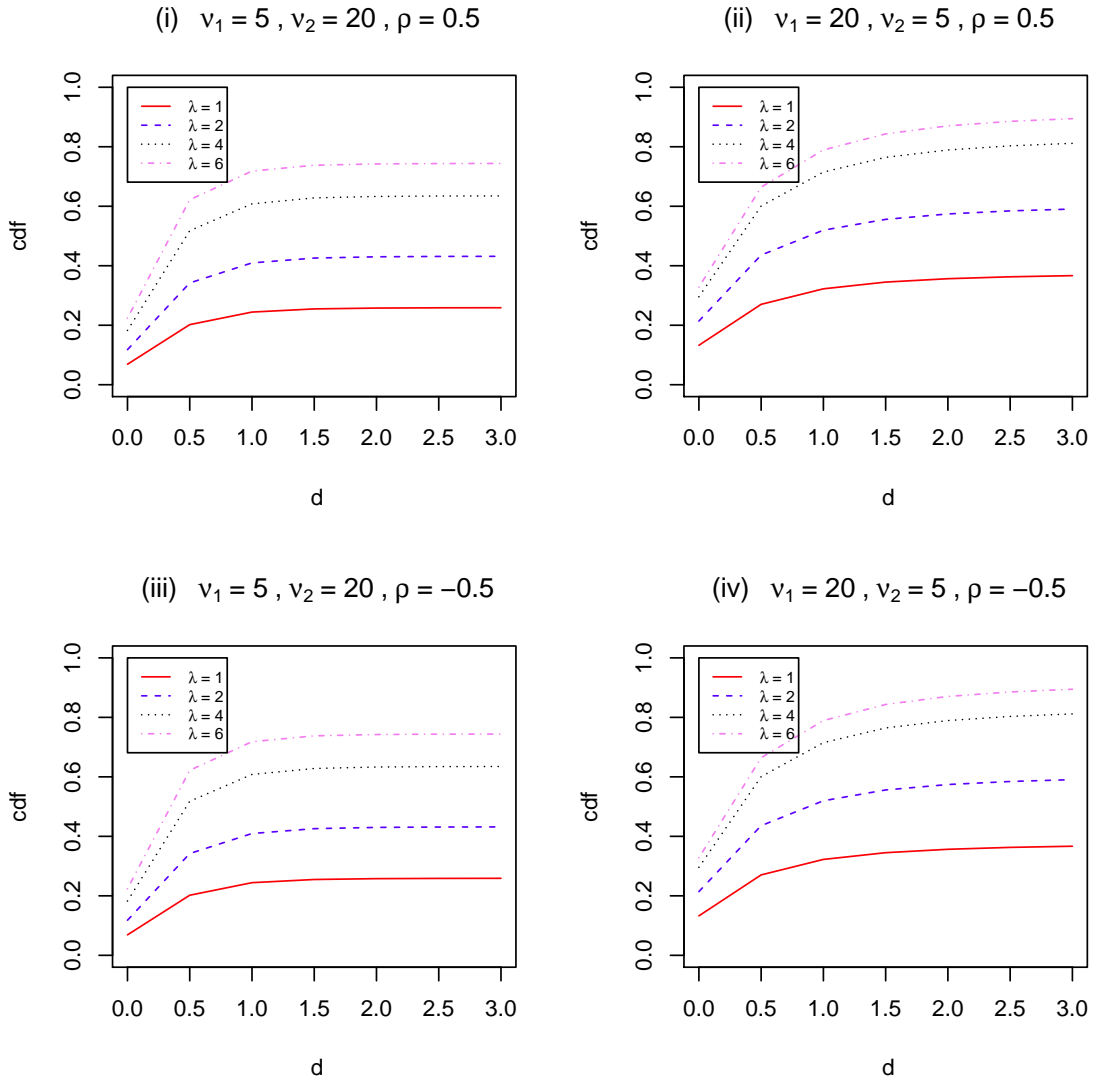 (i) ν1 = 5 , ν2 = 20 , ρ = 0.5
λ = 1
λ = 2
λ = 4
λ = 6
cdf
0.0 0.2 0.4 0.6 0.8 1.0
0.0 0.5 1.0 1.5 2.0 2.5 3.0
d
(ii) ν1 = 20 , ν2 = 5 , ρ = 0.5
λ = 1
λ = 2
λ = 4
λ = 6
cdf
0.0 0.2 0.4 0.6 0.8 1.0
0.0 0.5 1.0 1.5 2.0 2.5 3.0
d
(iii) ν1 = 5 , ν2 = 20 , ρ = −0.5
λ = 1
λ = 2
λ = 4
λ = 6
cdf
0.0 0.2 0.4 0.6 0.8 1.0
0.0 0.5 1.0 1.5 2.0 2.5 3.0
d
(iv) ν1 = 20 , ν2 = 5 , ρ = −0.5
λ = 1
λ = 2
λ = 4
λ = 6
cdf
0.0 0.2 0.4 0.6 0.8 1.0
0.0 0.5 1.0 1.5 2.0 2.5 3.0
d